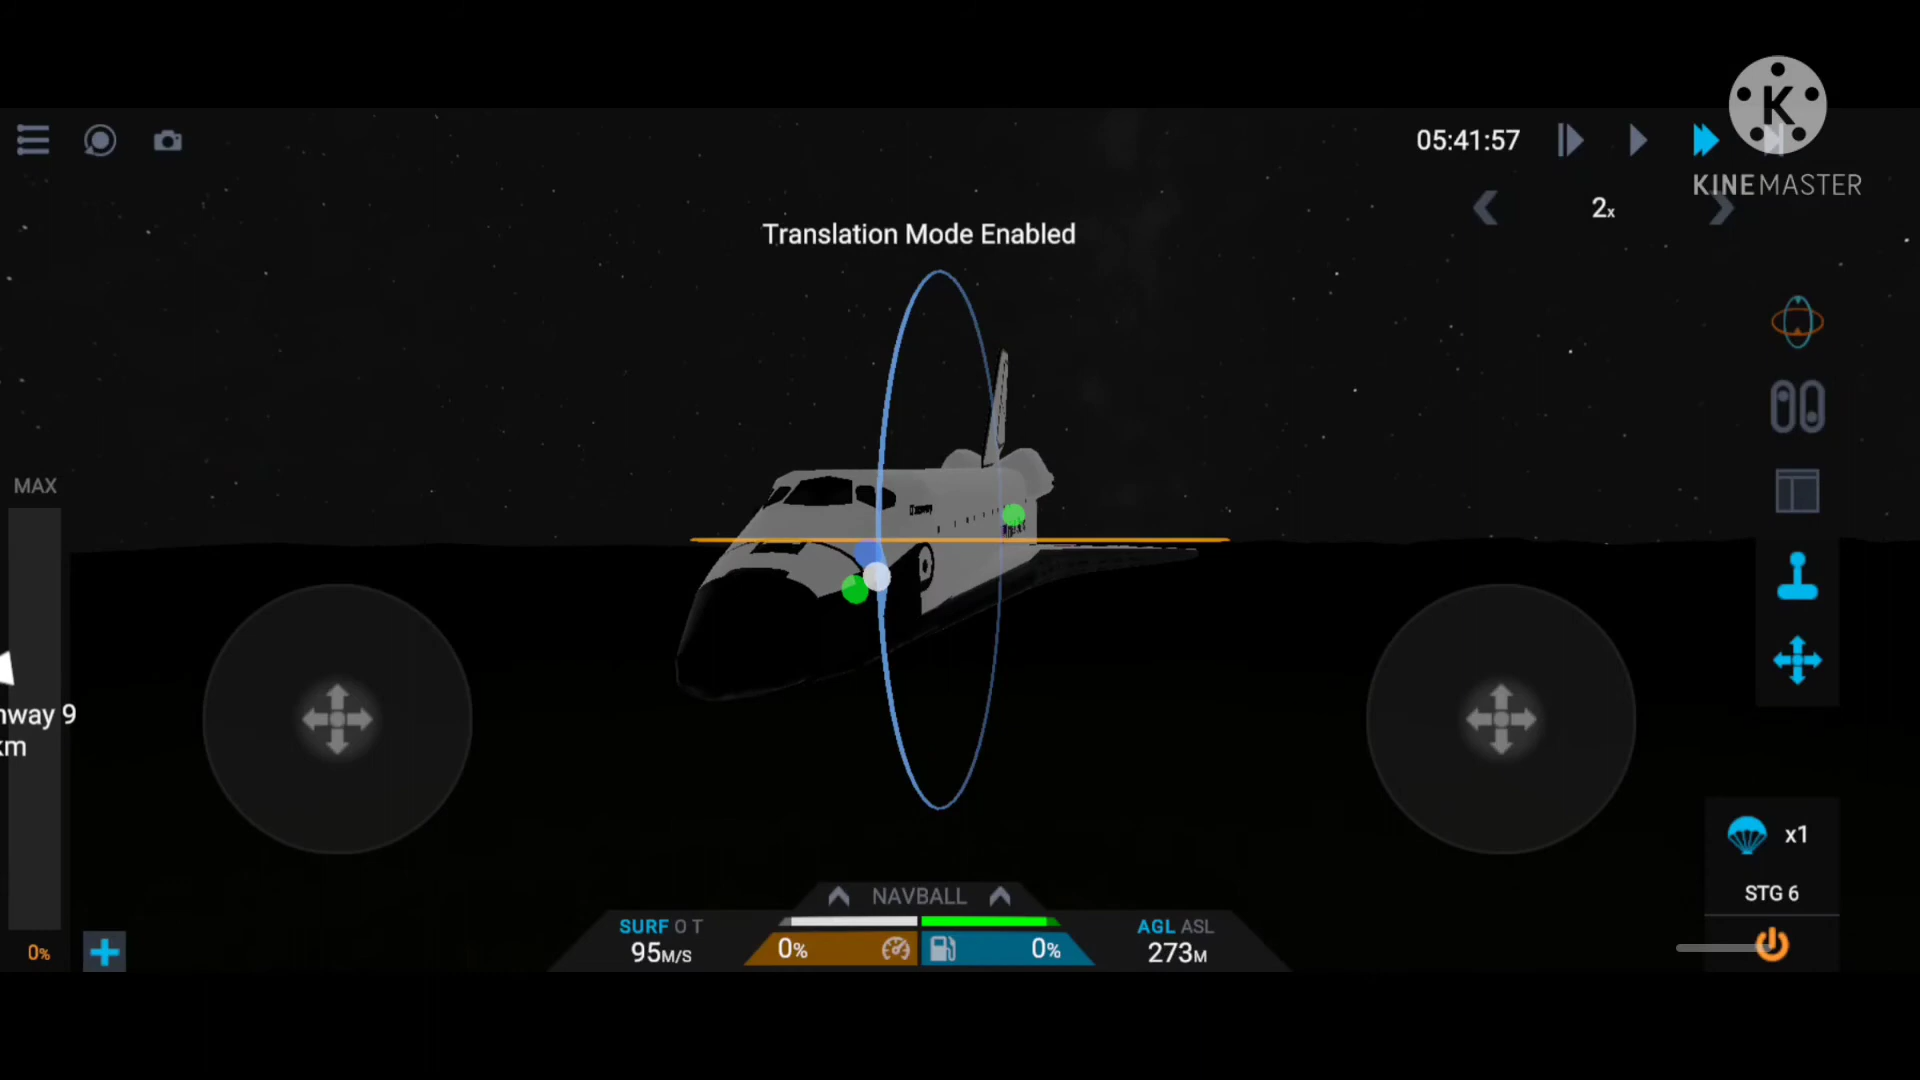 05:41:57
KINEMASTER
2x
Translation Mode Enabled
MAX
nway 9
km
x1
STG 6
NAVBALL
SURF O T
95M/S
0%
0%
AGL ASL
273M
0%